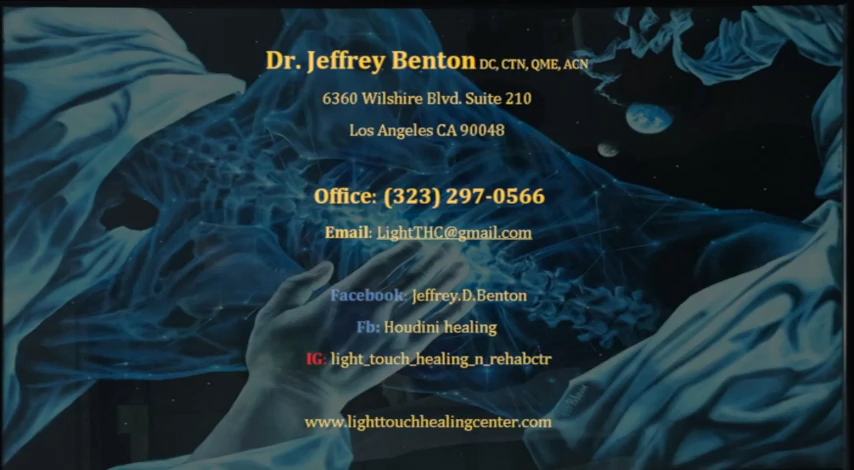 Dr. Jeffrey Benton DC, CTN, QME, ACN
6360 Wilshire Blvd. Suite 210
Los Angeles CA 90048
Office: (323) 297-0566
Email: LightTHC@gmail.com
Facebook: Jeffrey.D.Benton
Fb: Houdini healing
IG: light_touch_healing_n_rehabctr
www.lighttouchhealingcenter.com